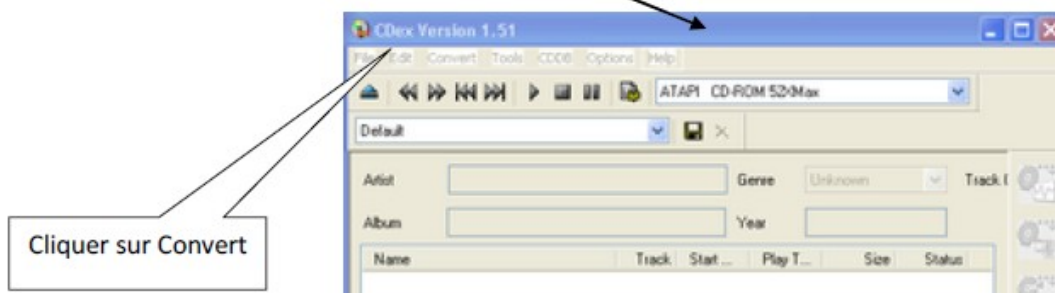 CDex Version 1.51
File Edit Convert Tools CDDB Options Help
ATAPI CD-ROM 52XMax
Default
Artist Genre Unknown Track
Album Year
Cliquer sur Convert
Name Track Start ... Play T... Size Status